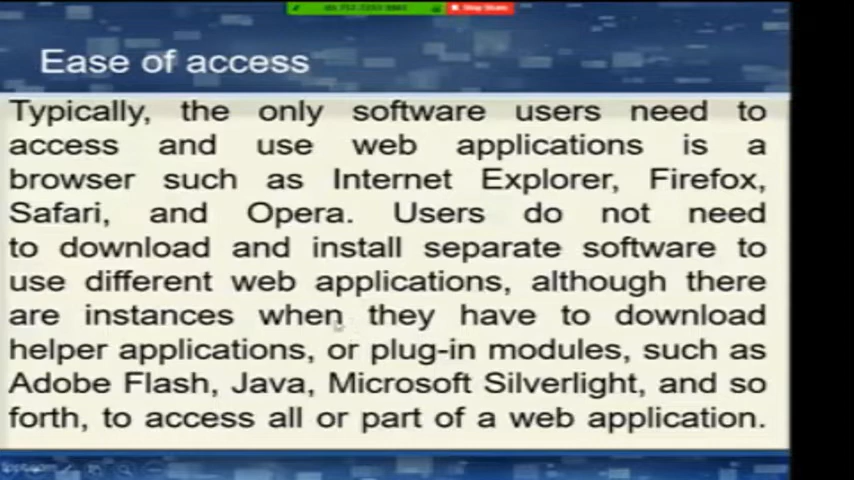 Stop Share
Ease of access
Typically, the only software users need to
access and use web applications is a
browser such as Internet Explorer, Firefox,
Safari, and Opera. Users do not need
to download and install separate software to
use different web applications, although there
are instances when they have to download
helper applications, or plug-in modules, such as
Adobe Flash, Java, Microsoft Silverlight, and so
forth, to access all or part of a web application.